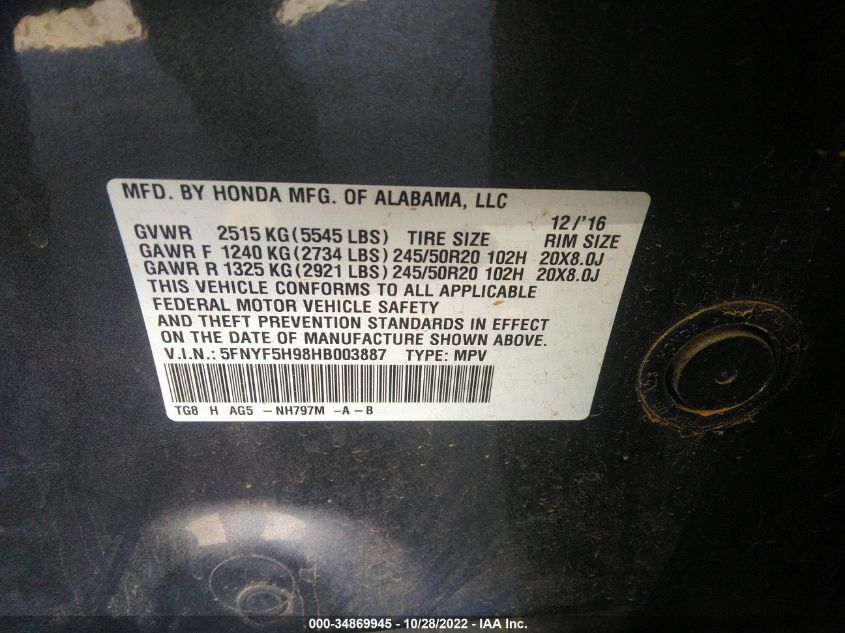 MFD. BY HONDA MFG. OF ALABAMA, LLC
12/'16
GVWR 2515 KG (5545 LBS) TIRE SIZE RIM SIZE
GAWR F 1240 KG (2734 LBS) 245/50R20 102H 20X8.0J
GAWR R 1325 KG (2921 LBS) 245/50R20 102H 20X8.0J
THIS VEHICLE CONFORMS TO ALL APPLICABLE
FEDERAL MOTOR VEHICLE SAFETY
AND THEFT PREVENTION STANDARDS IN EFFECT
ON THE DATE OF MANUFACTURE SHOWN ABOVE.
V.I.N.: 5FNYF5H98HB003887 TYPE: MPV
TG8 H AG5 -NH797M -A-B
HONDA
000-34869945 / 10/28/2022 - IAA Inc.